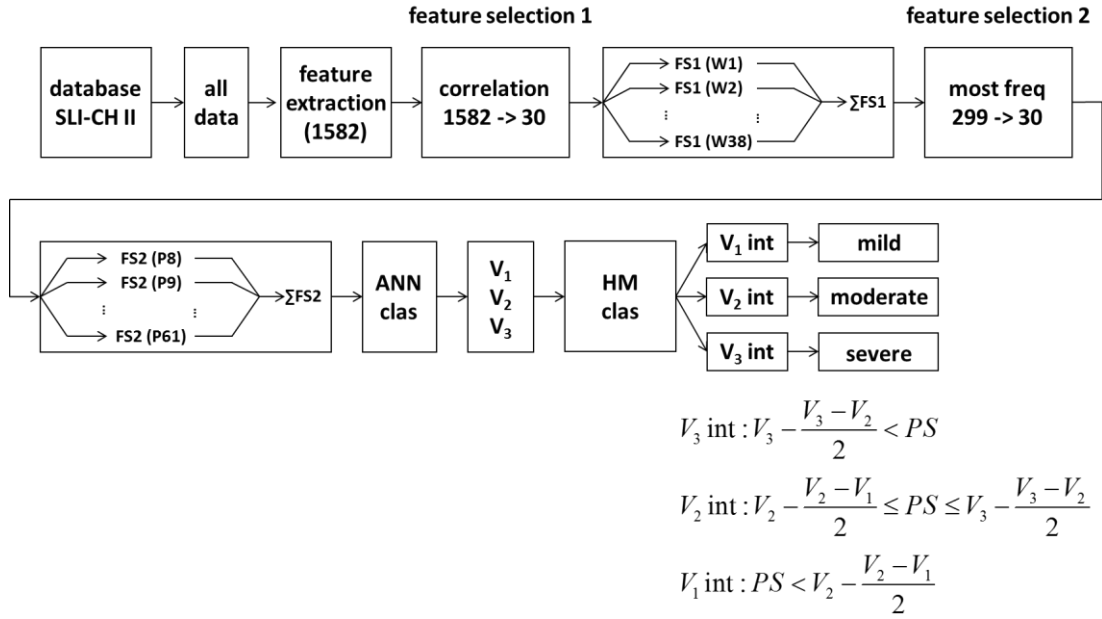 feature selection 1
feature selection 2
database
SLI-CH II
all
data
feature
extraction
(1582)
correlation
1582 -> 30
FS1 (W1)
FS1 (W2)
⋮ ⋮
FS1 (W38)
∑FS1
most freq
299 -> 30
FS2 (P8)
FS2 (P9)
⋮ ⋮
FS2 (P61)
∑FS2
ANN
clas
V₁
V₂
V₃
HM
clas
V₁ int
mild
V₂ int
moderate
V₃ int
severe
V₃ int : V₃ − (V₃ − V₂)/2 < PS
V₂ int : V₂ − (V₂ − V₁)/2 ≤ PS ≤ V₃ − (V₃ − V₂)/2
V₁ int : PS < V₂ − (V₂ − V₁)/2